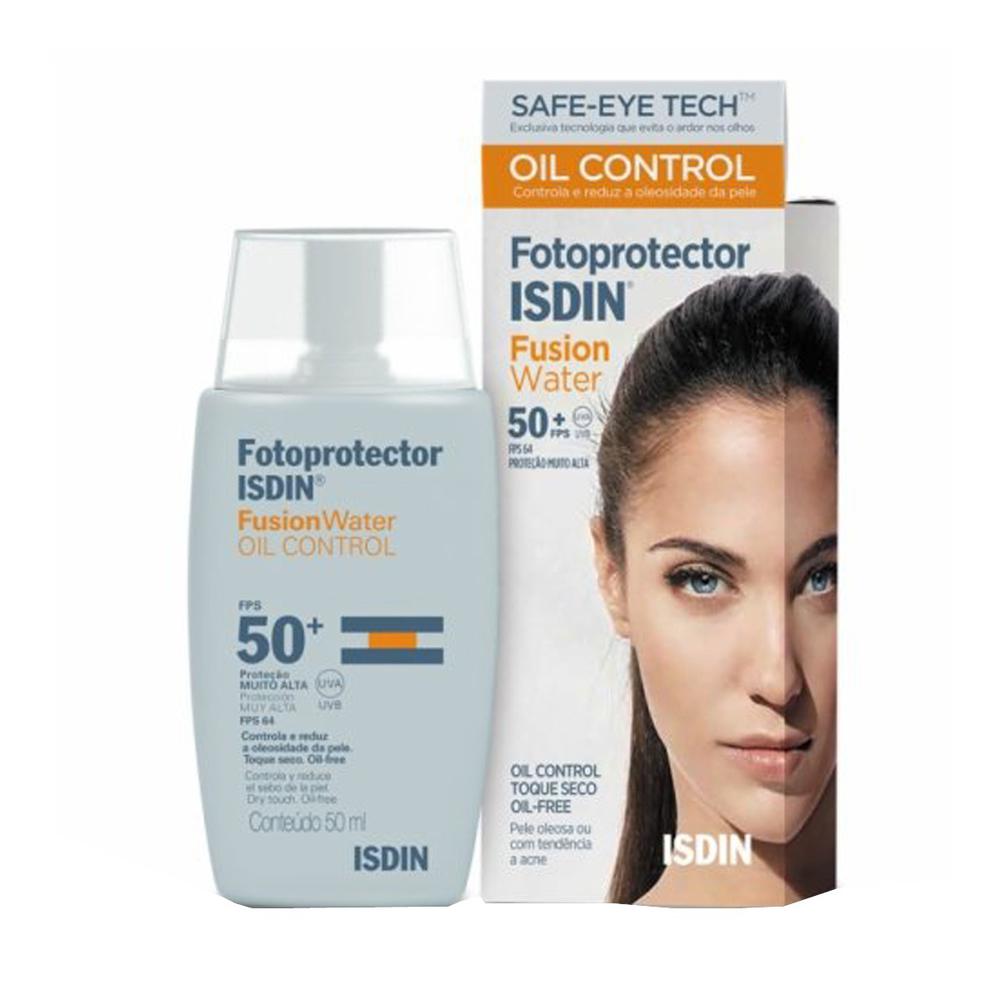 SAFE-EYE TECH™
Exclusiva tecnologia que evita o ardor nos olhos
OIL CONTROL
Controla e reduz a oleosidade da pele
Fotoprotector
ISDIN®
Fusion
Water
50+
FPS
UVA
UVB
FPS 64
PROTEÇÃO MUITO ALTA
OIL CONTROL
TOQUE SECO
OIL-FREE
Pele oleosa ou
com tendência
a acne
ISDIN
Fotoprotector
ISDIN®
FusionWater
OIL CONTROL
FPS
50+
Proteção
MUITO ALTA
Protección
MUY ALTA
UVA
UVB
FPS 64
Controla e reduz
a oleosidade da pele.
Toque seco. Oil-free
Controla y reduce
el sebo de la piel.
Dry touch. Oil-free
Conteúdo 50 ml
ISDIN